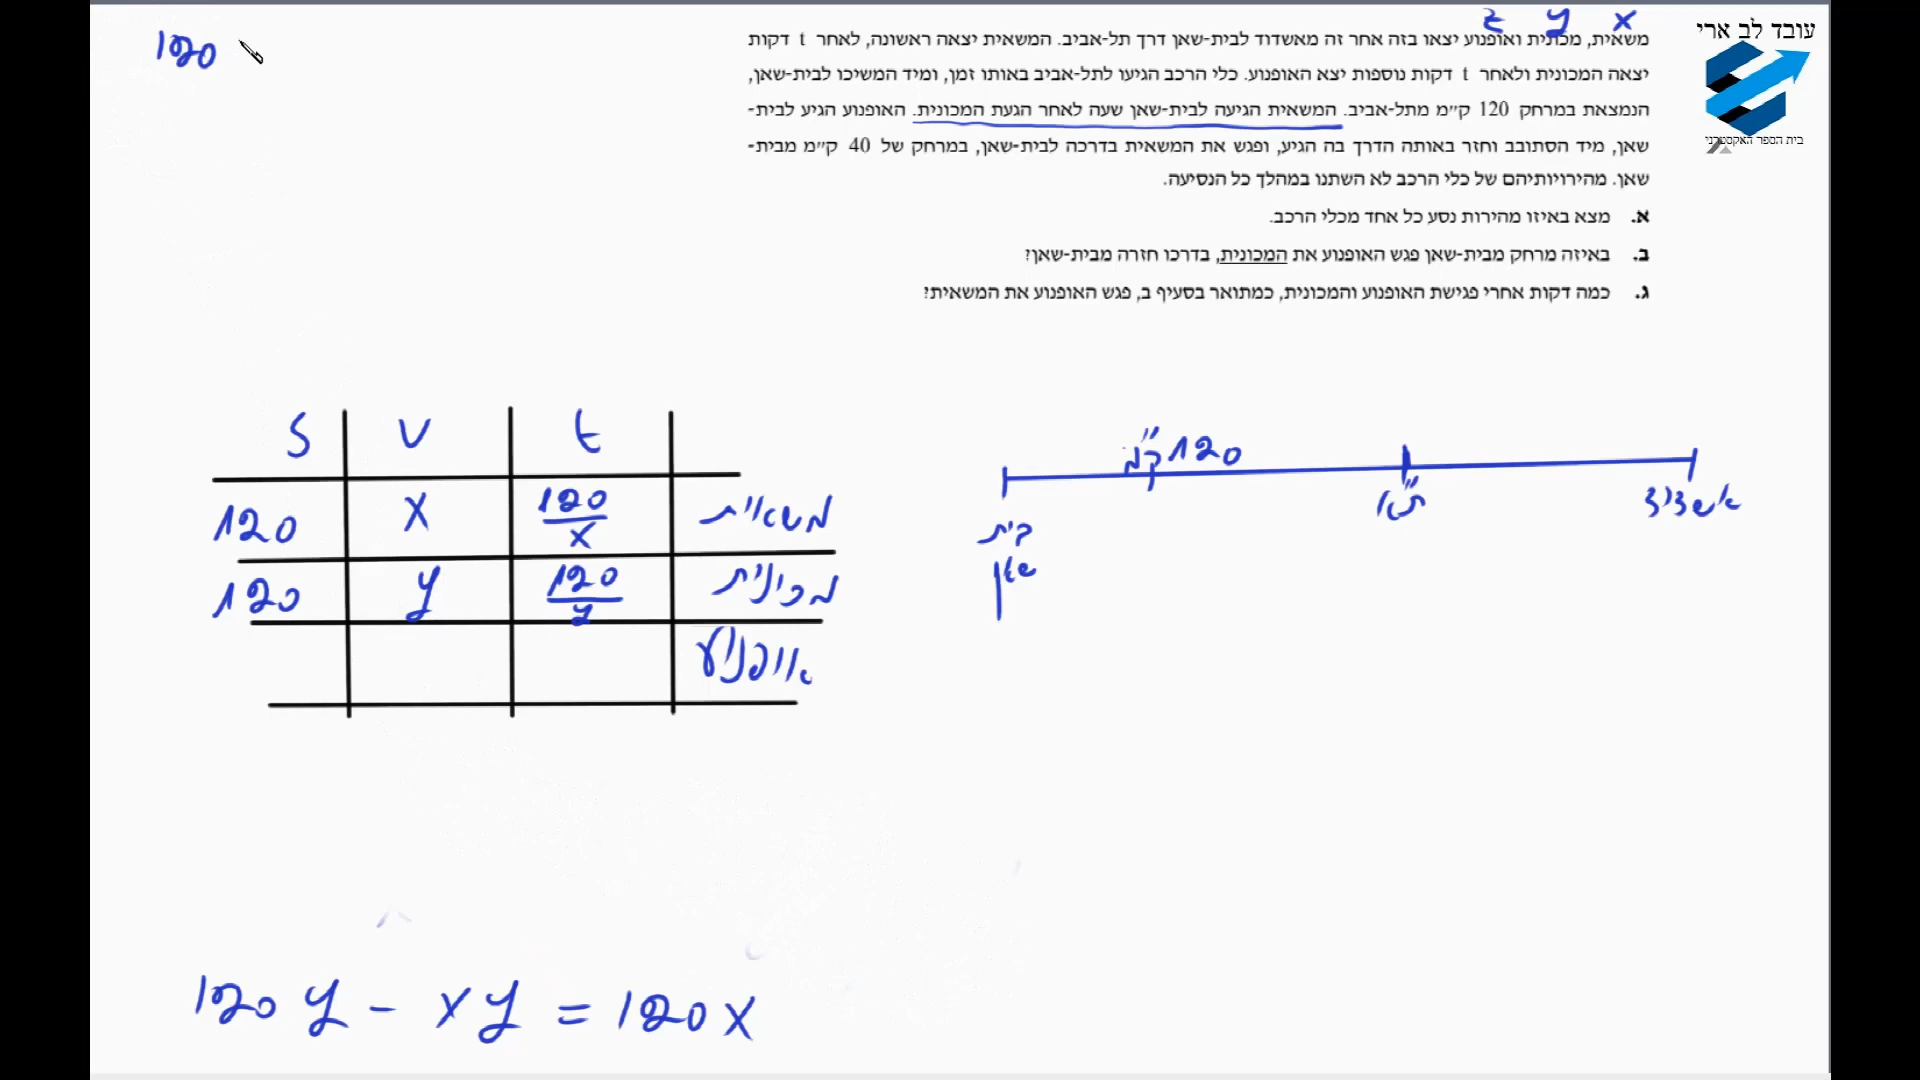 z y x
עובד לב ארי
בית הספר האקסטרני
120
משאית, מכונית ואופנוע יצאו בזה אחר זה מאשדוד לבית-שאן דרך תל-אביב. המשאית יצאה ראשונה, לאחר t דקות
יצאה המכונית ולאחר t דקות נוספות יצא האופנוע. כלי הרכב הגיעו לתל-אביב באותו זמן, ומיד המשיכו לבית-שאן,
הנמצאת במרחק 120 ק״מ מתל-אביב. המשאית הגיעה לבית-שאן שעה לאחר הגעת המכונית. האופנוע הגיע לבית-
שאן, מיד הסתובב וחזר באותה הדרך בה הגיע, ופגש את המשאית בדרכה לבית-שאן, במרחק של 40 ק״מ מבית-
שאן. מהירויותיהם של כלי הרכב לא השתנו במהלך כל הנסיעה.
א. מצא באיזו מהירות נסע כל אחד מכלי הרכב.
ב. באיזה מרחק מבית-שאן פגש האופנוע את המכונית, בדרכו חזרה מבית-שאן?
ג. כמה דקות אחרי פגישת האופנוע והמכונית, כמתואר בסעיף ב, פגש האופנוע את המשאית?
S V t
120 x 120/x משאית
120 y 120/y מכונית
אופנוע
120 ק״מ
בית שאן ת״א אשדוד
120y - xy = 120x